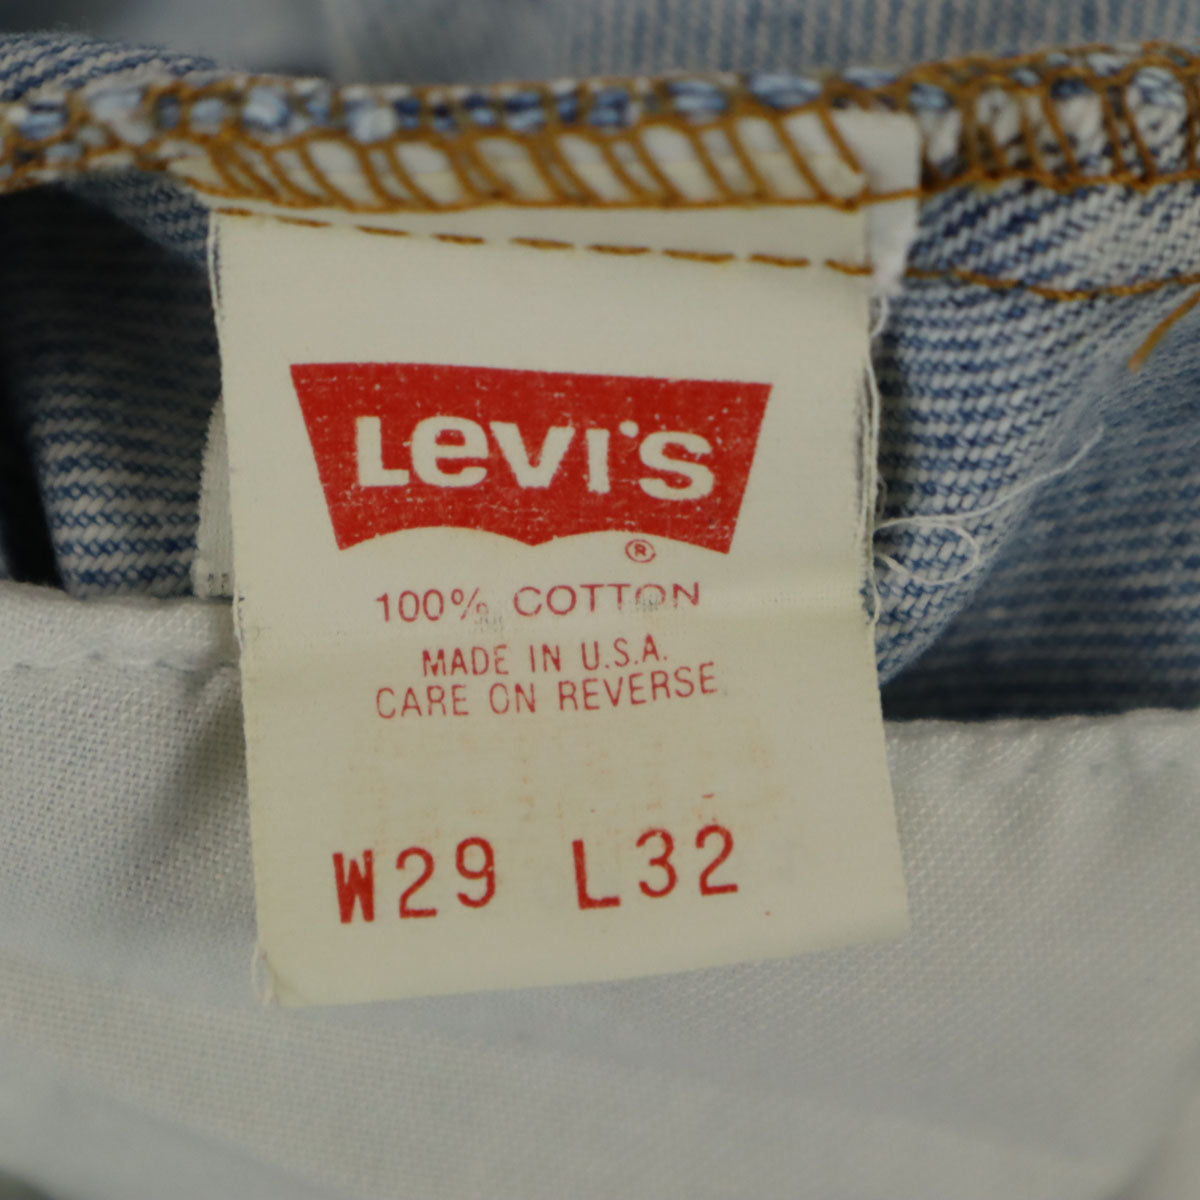 Levi's
®
100% COTTON
MADE IN U.S.A.
CARE ON REVERSE
W29 L32